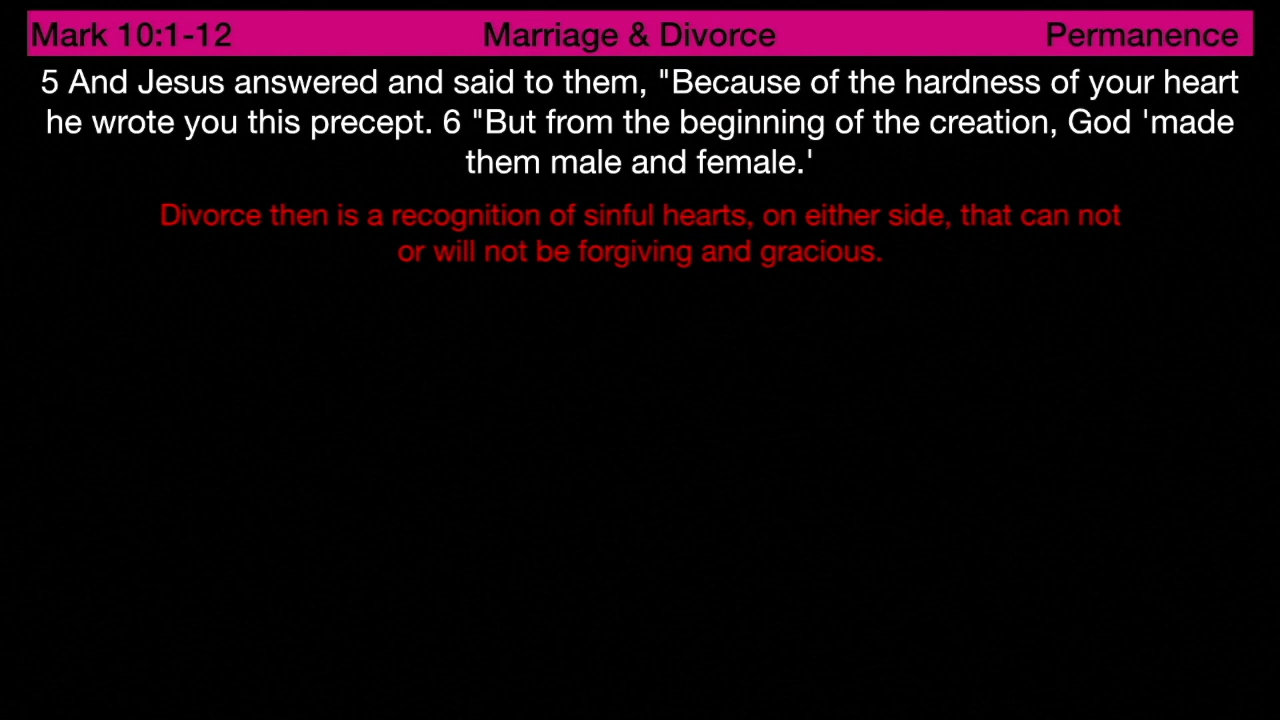 Mark 10:1-12 Marriage & Divorce Permanence
5 And Jesus answered and said to them, "Because of the hardness of your heart
he wrote you this precept. 6 "But from the beginning of the creation, God 'made
them male and female.'
Divorce then is a recognition of sinful hearts, on either side, that can not
or will not be forgiving and gracious.